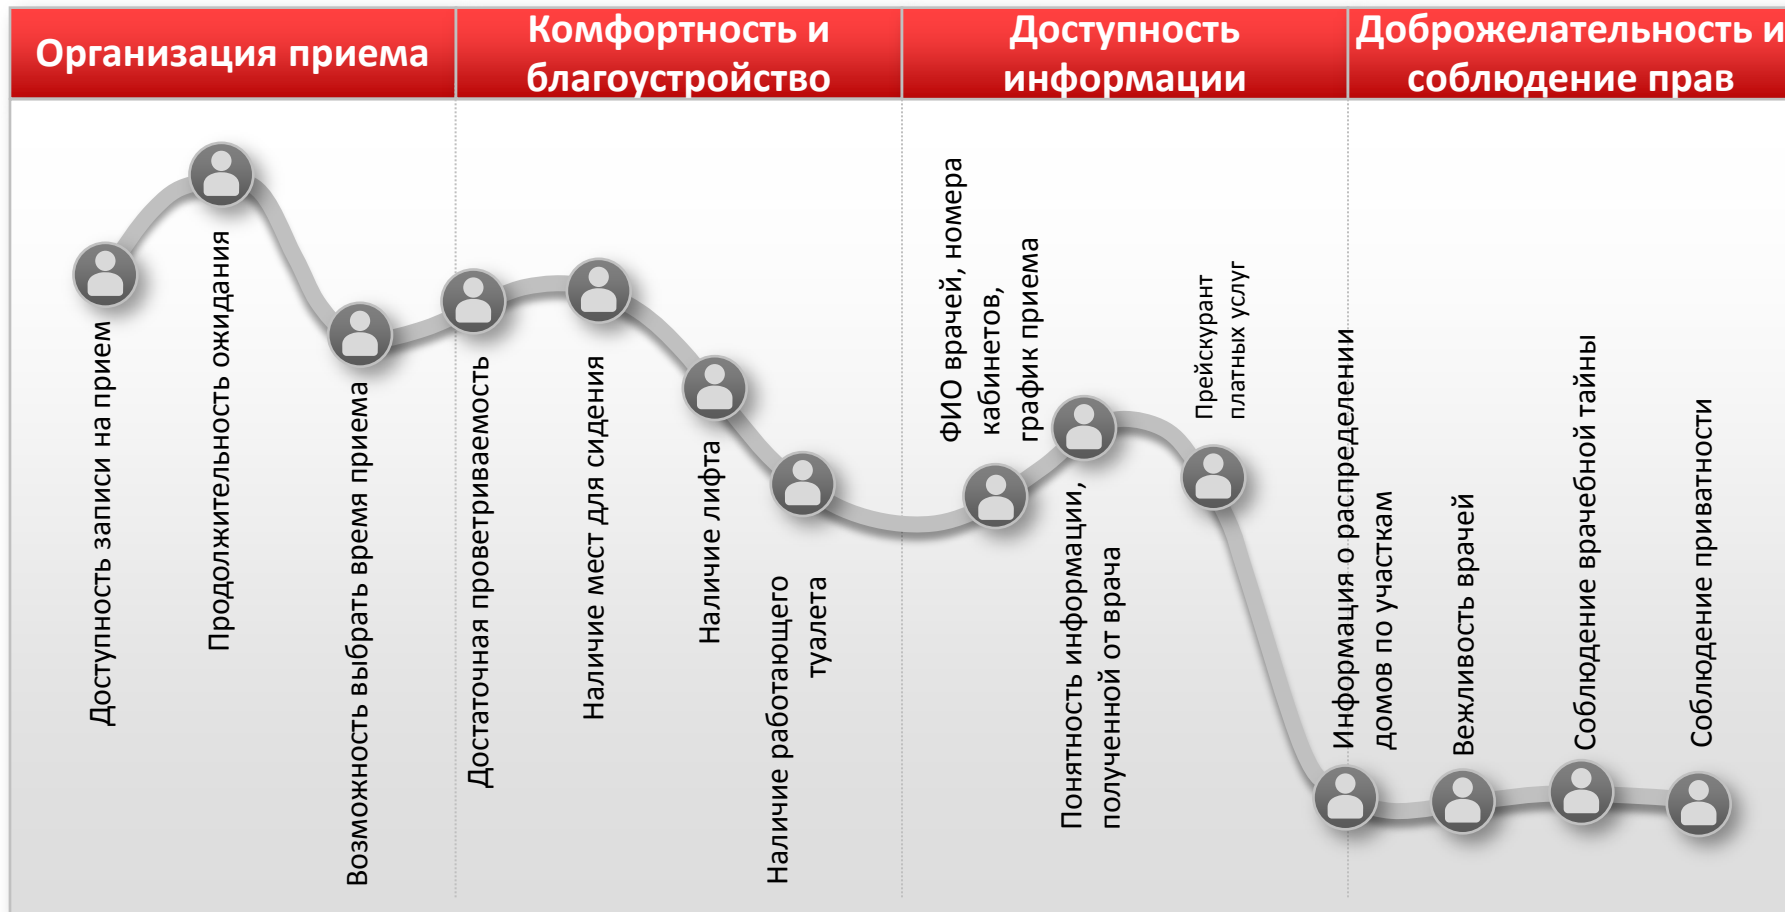 Организация приема
Комфортность и
благоустройство
Доступность
информации
Доброжелательность и
соблюдение прав
Доступность записи на прием
Продолжительность ожидания
Возможность выбрать время приема
Достаточная проветриваемость
Наличие мест для сидения
Наличие лифта
Наличие работающего
туалета
ФИО врачей, номера
кабинетов,
график приема
Понятность информации,
полученной от врача
Прейскурант
платных услуг
Информация о распределении
домов по участкам
Вежливость врачей
Соблюдение врачебной тайны
Соблюдение приватности